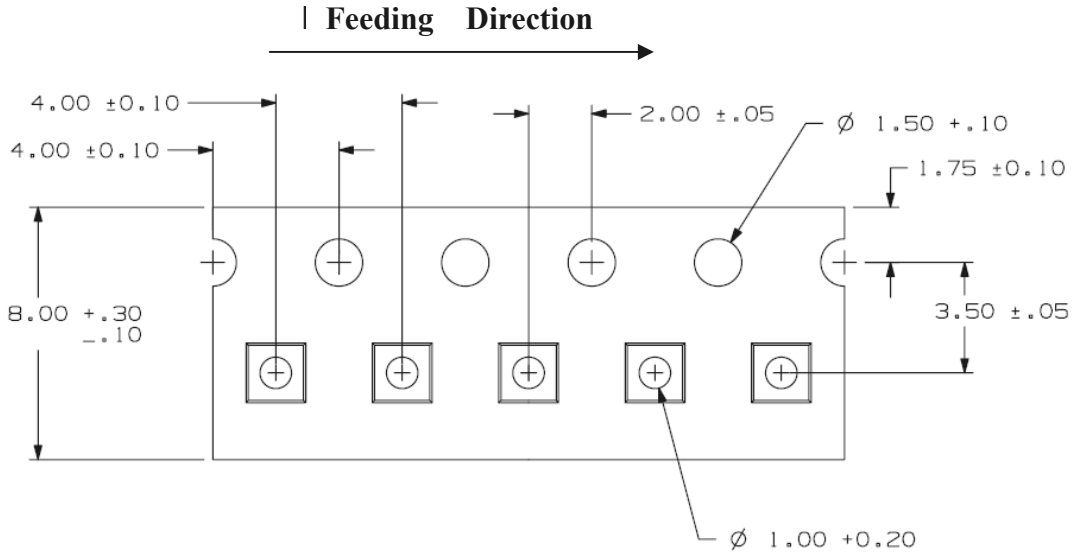 Feeding Direction
4.00 ±0.10
2.00 ±.05
Ø 1.50 +.10
4.00 ±0.10
1.75 ±0.10
8.00 +.30
-.10
3.50 ±.05
Ø 1.00 +0.20